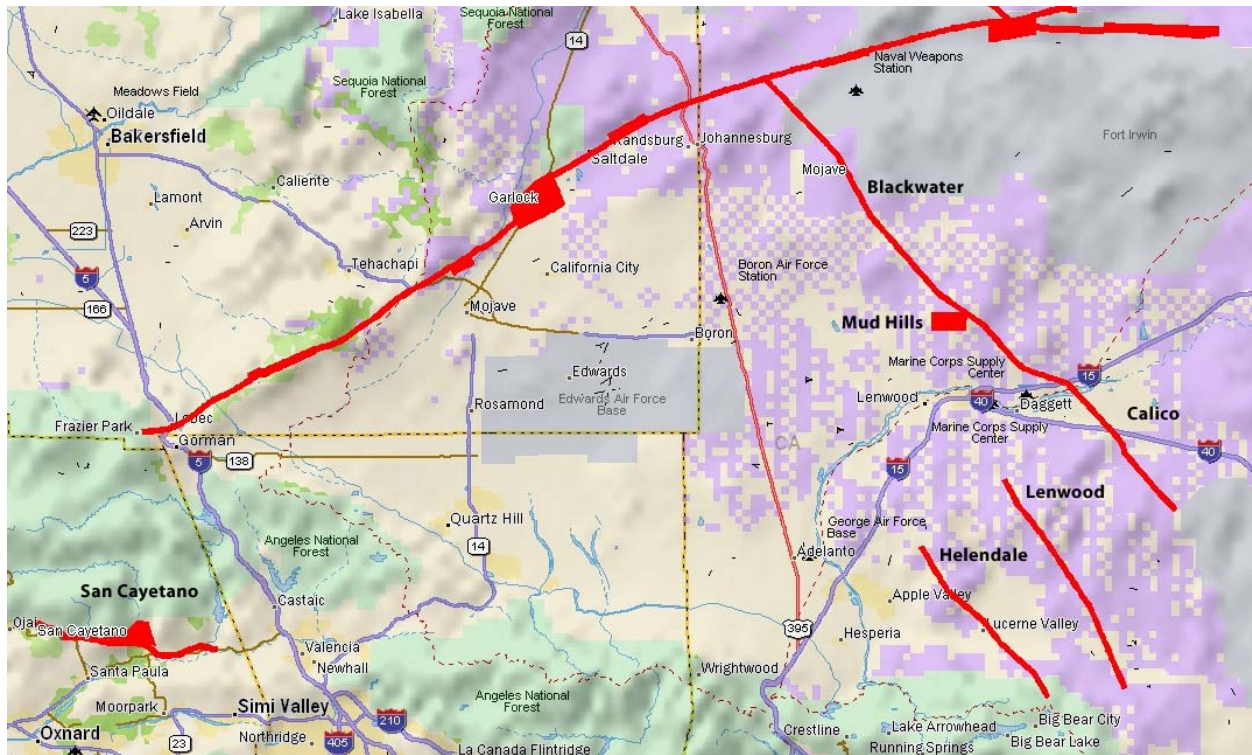 Lake Isabella
Sequoia National
Forest
14
Meadows Field
Oildale
Bakersfield
Sequoia National
Forest
Naval Weapons
Station
Fort Irwin
Randsburg
Johannesburg
Saltdale
Mojave
Blackwater
Caliente
Lamont
Garlock
Arvin
223
5
Tehachapi
California City
Boron Air Force
Station
166
Mojave
Boron
Mud Hills
Marine Corps Supply
Center
15
Edwards
Edwards Air Force
Base
Lenwood
40
Daggett
Calico
Rosamond
Lebec
Frazier Park
Gorman
138
5
CA
Marine Corps Supply
Center
40
15
Lenwood
Quartz Hill
14
George Air Force
Base
Angeles National
Forest
Adelanto
Helendale
San Cayetano
Castaic
Apple Valley
Ojai
San Cayetano
395
Hesperia
Lucerne Valley
Valencia
Santa Paula
Newhall
Wrightwood
Angeles National
Forest
Moorpark
Simi Valley
210
Oxnard
23
Northridge
405
La Canada Flintridge
Crestline
Lake Arrowhead
Running Springs
Big Bear City
Big Bear Lake